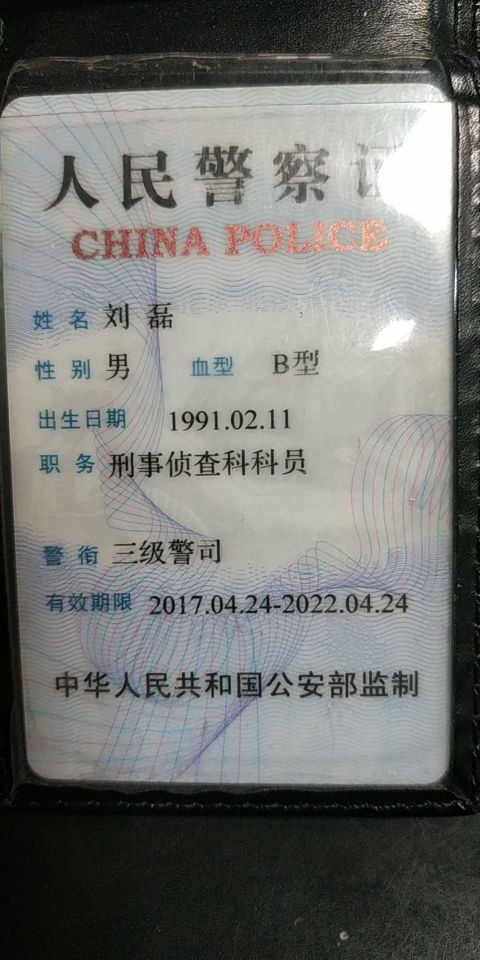 人民警察证
CHINA POLICE
姓 名 刘 磊
性 别 男 血型 B型
出生日期 1991.02.11
职 务 刑事侦查科科员
警 衔 三级警司
有效期限 2017.04.24-2022.04.24
中华人民共和国公安部监制